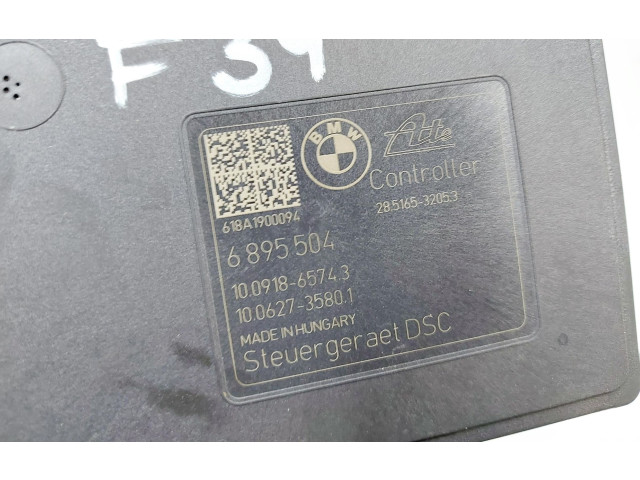 F 34
BMW
Ate
Controller
28.5165-3205.3
618A1900094
6 895 504
10.0918-6574.3
10.0627-3580.1
MADE IN HUNGARY
Steuergeraet DSC